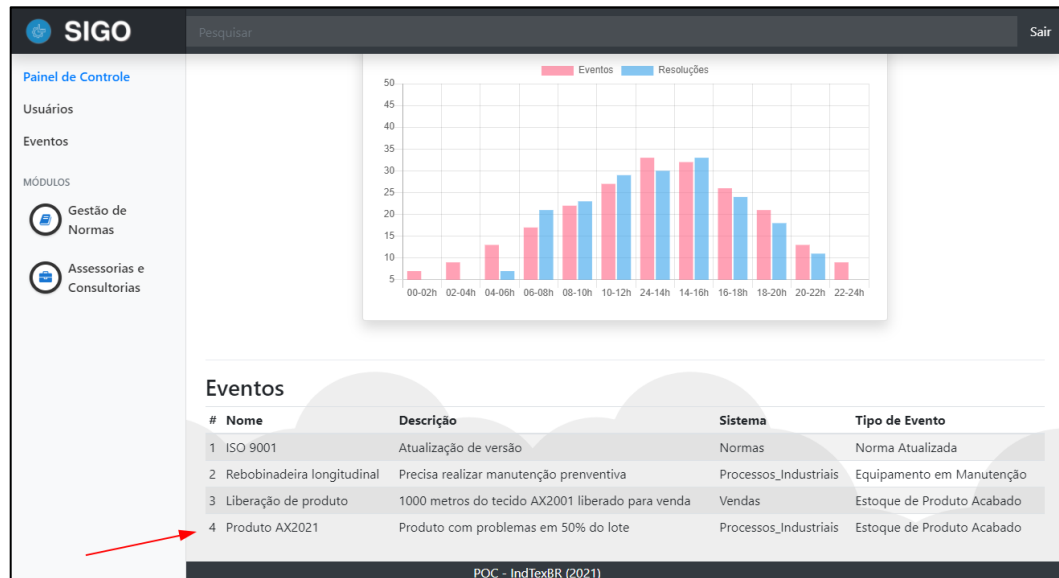 SIGO
Pesquisar
Sair
Painel de Controle
Usuários
Eventos
MÓDULOS
Gestão de
Normas
Assessorias e
Consultorias
Eventos Resoluções
50
45
40
35
30
25
20
15
10
5
00-02h 02-04h 04-06h 06-08h 08-10h 10-12h 24-14h 14-16h 16-18h 18-20h 20-22h 22-24h
Eventos
# Nome Descrição Sistema Tipo de Evento
1 ISO 9001 Atualização de versão Normas Norma Atualizada
2 Rebobinadeira longitudinal Precisa realizar manutenção prenventiva Processos_Industriais Equipamento em Manutenção
3 Liberação de produto 1000 metros do tecido AX2001 liberado para venda Vendas Estoque de Produto Acabado
4 Produto AX2021 Produto com problemas em 50% do lote Processos_Industriais Estoque de Produto Acabado
POC - IndTexBR (2021)